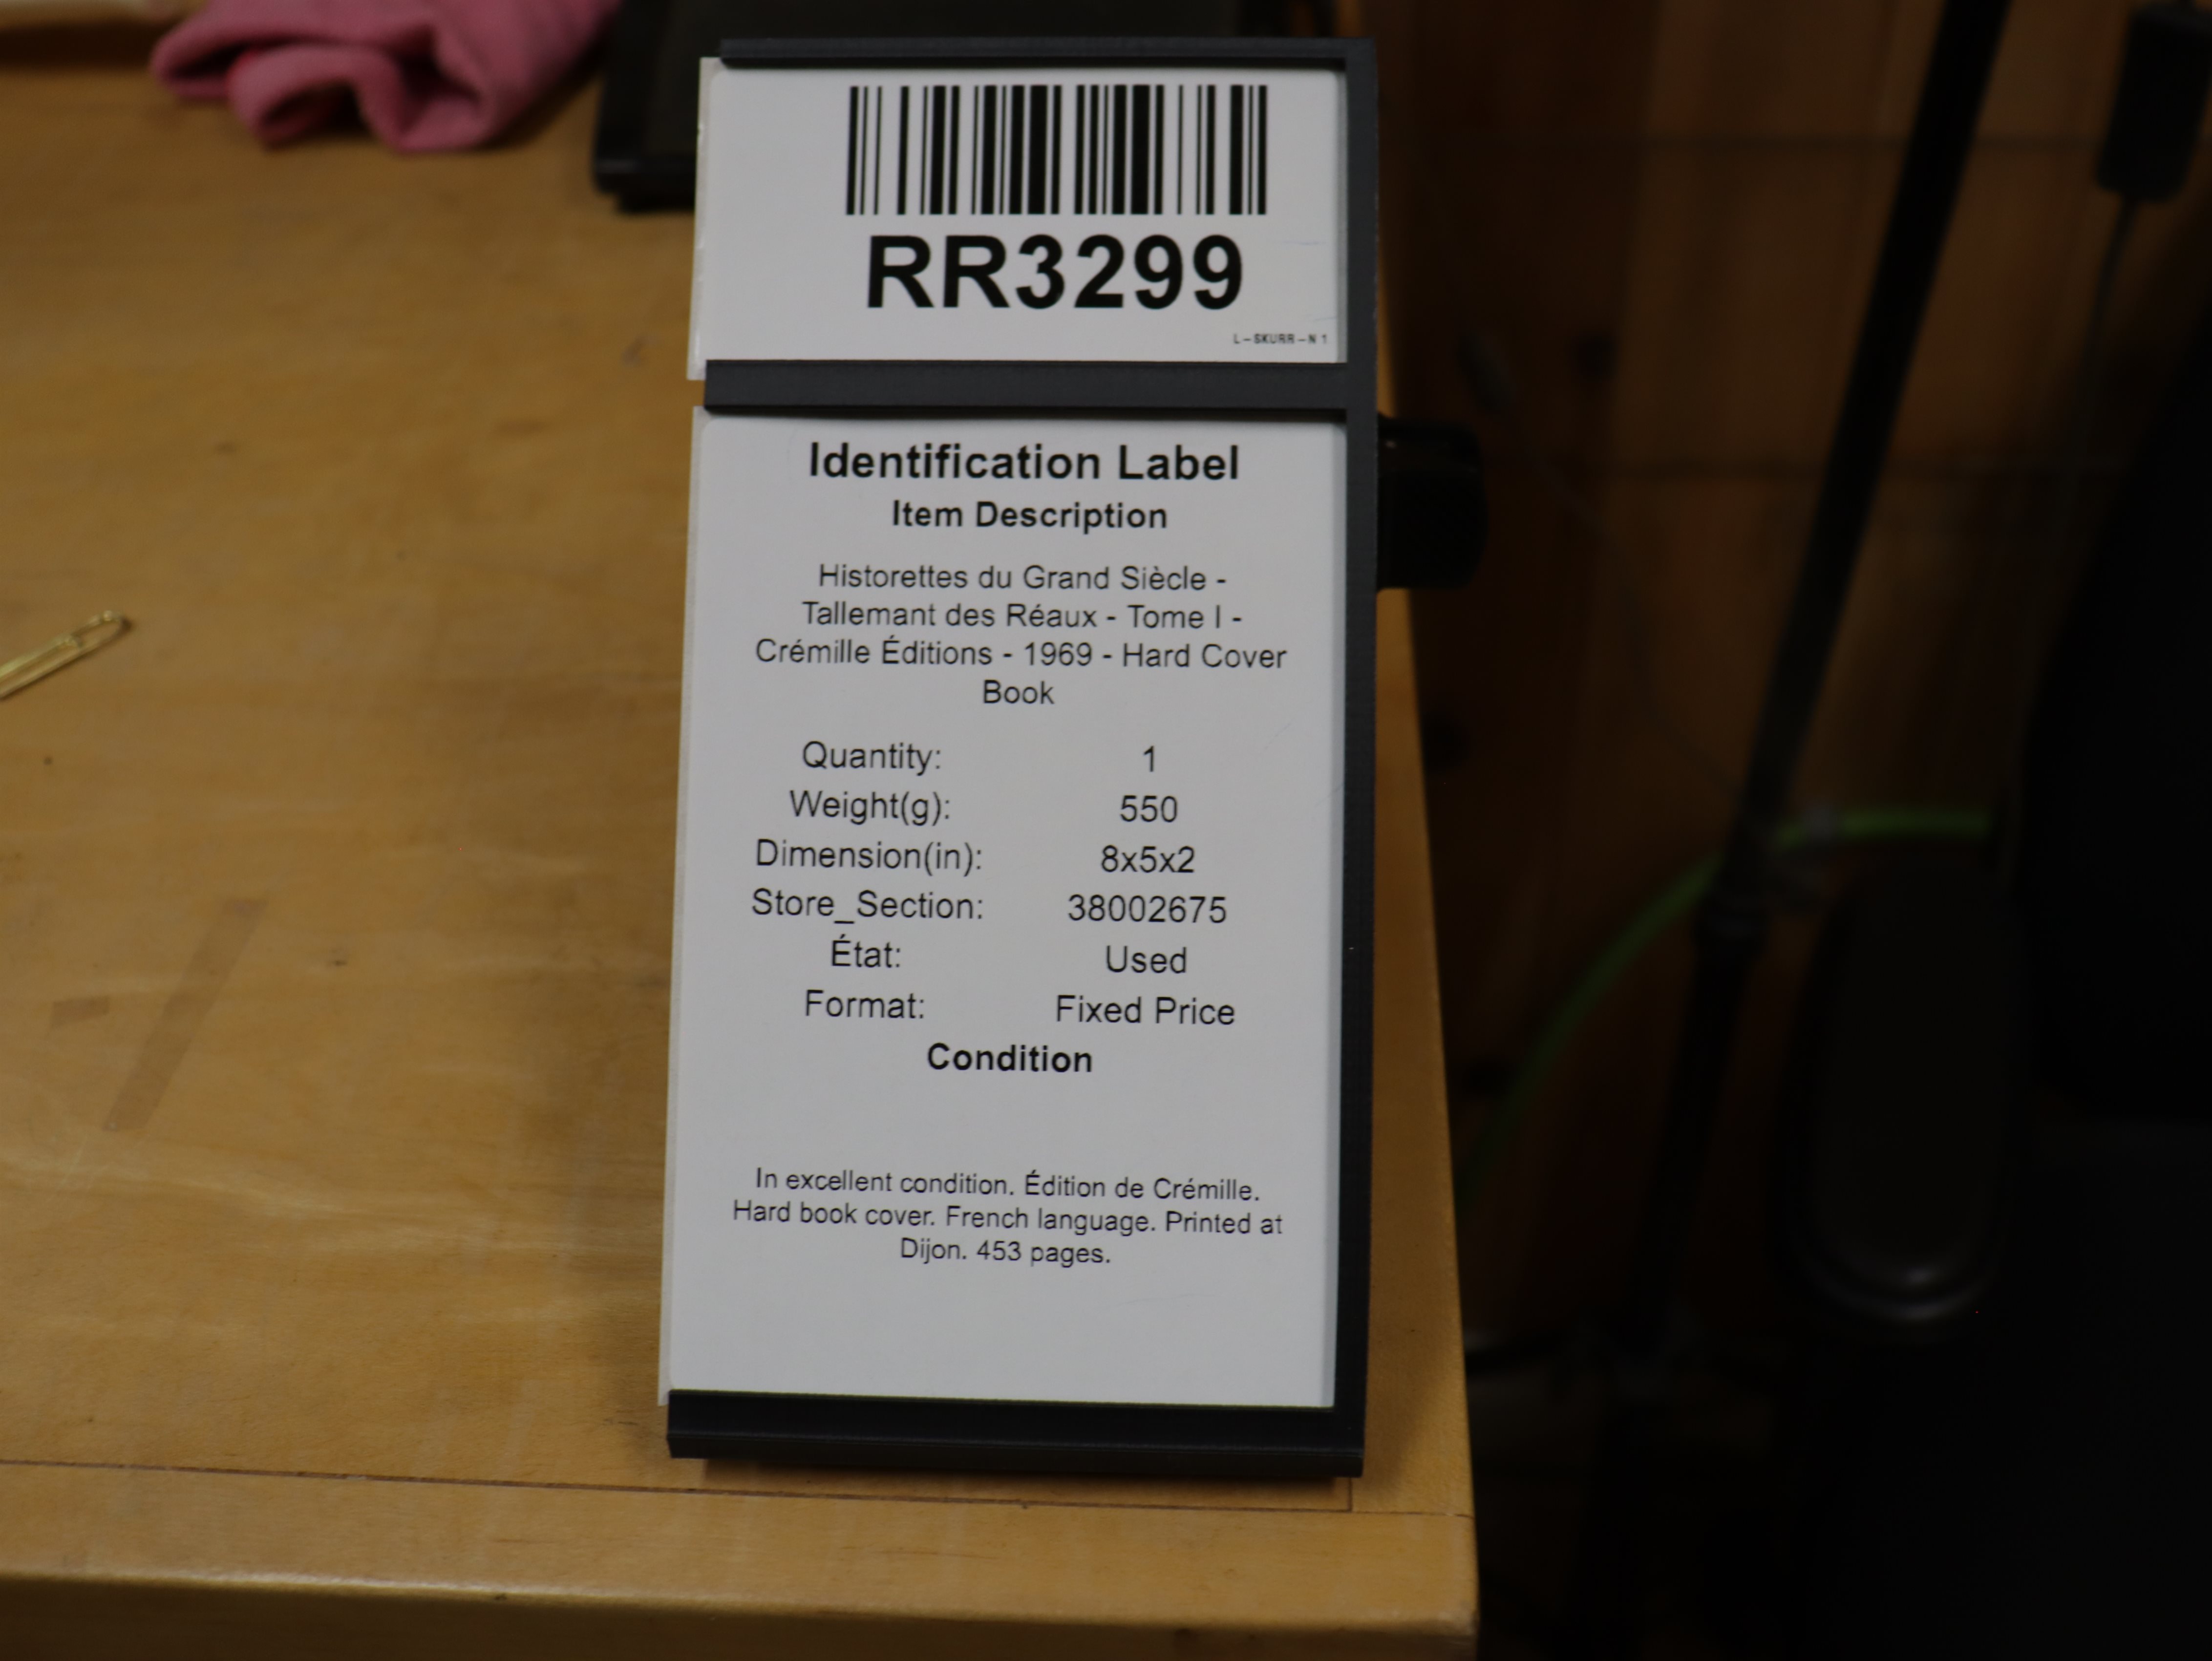 RR3299
L-SKURR-N 1
Identification Label
Item Description
Historettes du Grand Siècle -
Tallemant des Réaux - Tome I -
Crémille Éditions - 1969 - Hard Cover
Book
Quantity: 1
Weight(g): 550
Dimension(in): 8x5x2
Store_Section: 38002675
État: Used
Format: Fixed Price
Condition
In excellent condition. Édition de Crémille.
Hard book cover. French language. Printed at
Dijon. 453 pages.